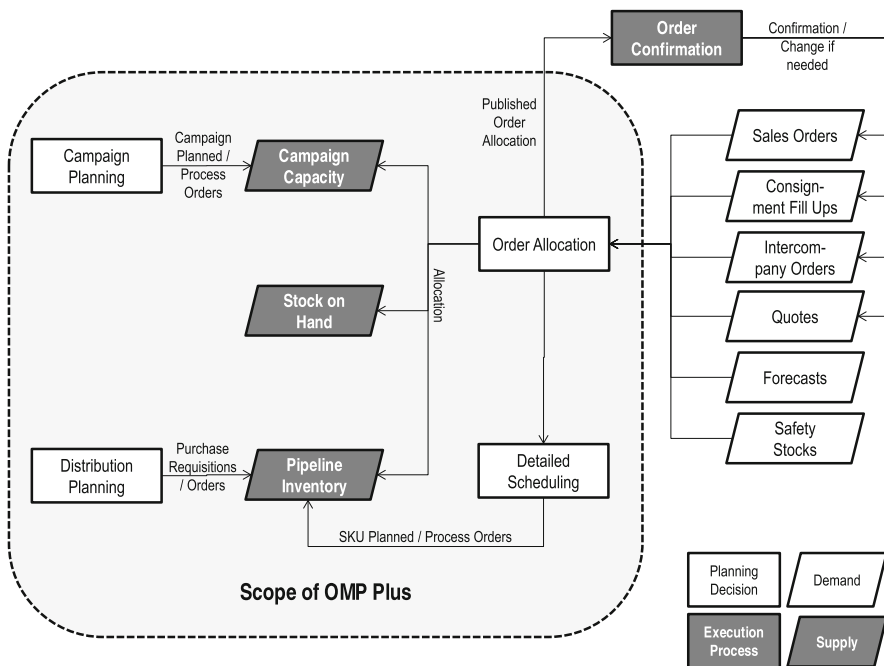 Order
Confirmation
Confirmation /
Change if
needed
Published
Order
Allocation
Campaign
Planning
Campaign
Planned /
Process
Orders
Campaign
Capacity
Sales Orders
Consign-
ment Fill Ups
Order Allocation
Intercom-
pany Orders
Allocation
Stock on
Hand
Quotes
Forecasts
Safety
Stocks
Distribution
Planning
Purchase
Requisitions
/ Orders
Pipeline
Inventory
Detailed
Scheduling
SKU Planned / Process Orders
Scope of OMP Plus
Planning
Decision
Demand
Execution
Process
Supply